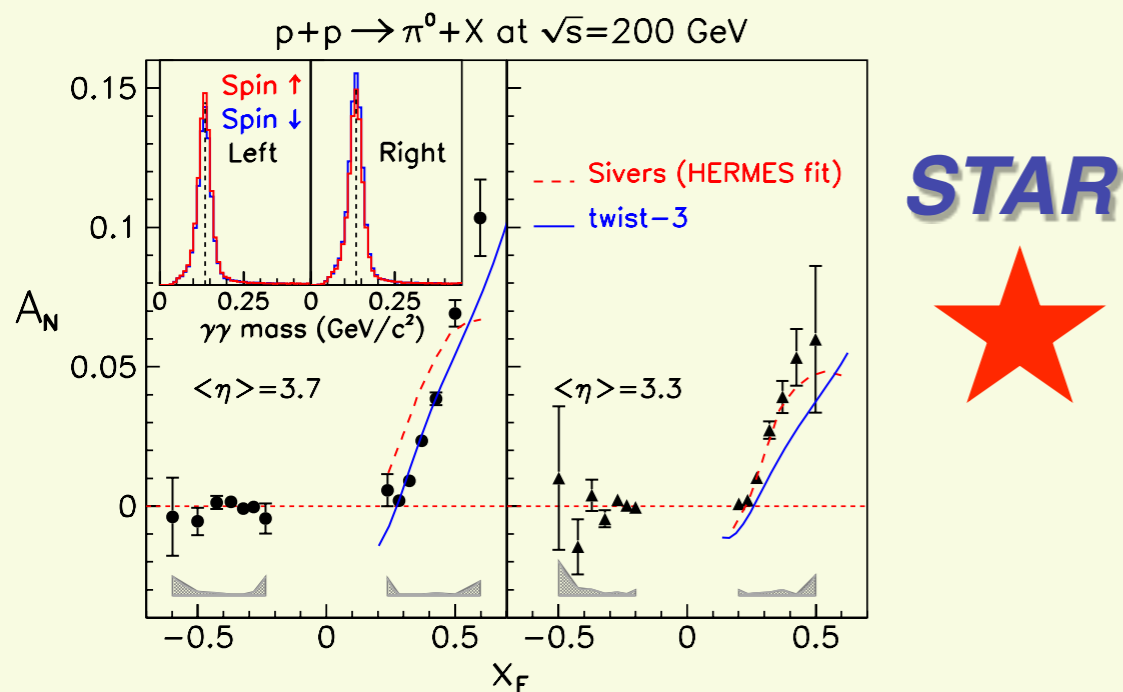 p+p → π⁰+X at √s=200 GeV
Spin ↑
Spin ↓
Left
Right
0 0.25 0 0.25
γγ mass (GeV/c²)
Sivers (HERMES fit)
twist-3
<η>=3.7
<η>=3.3
0.15
0.1
0.05
0
A_N
−0.5 0 0.5 −0.5 0 0.5
x_F
STAR